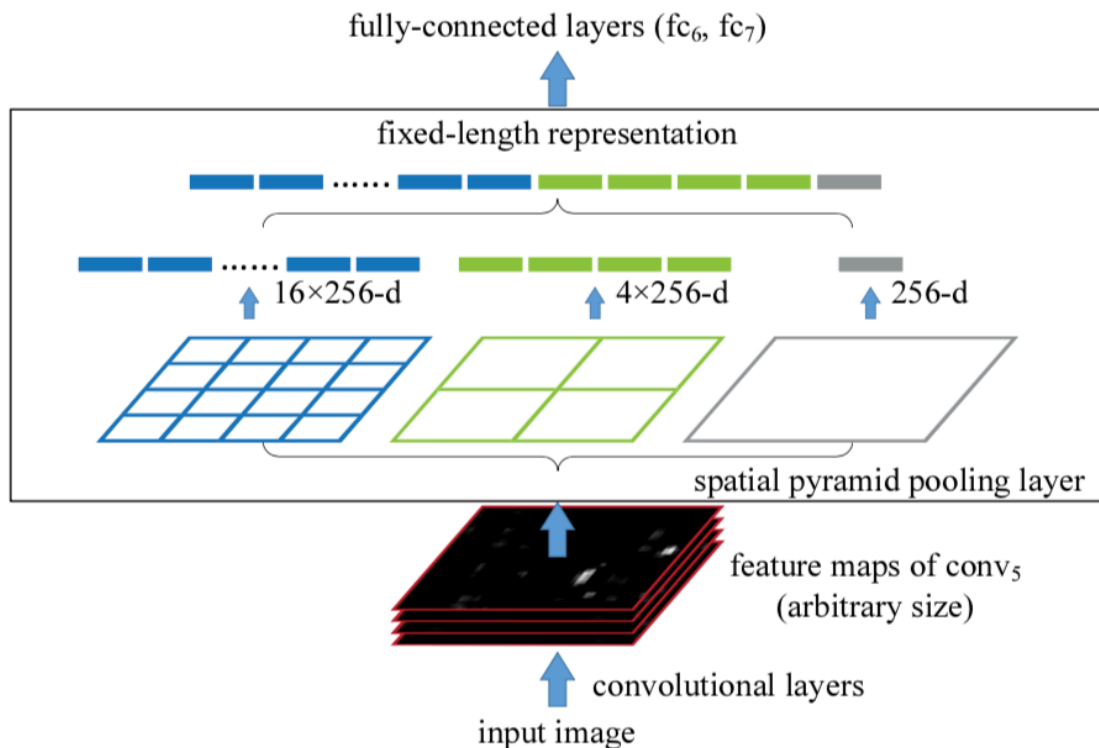 fully-connected layers (fc₆, fc₇)
fixed-length representation
......
......
16×256-d
4×256-d
256-d
spatial pyramid pooling layer
feature maps of conv₅
(arbitrary size)
convolutional layers
input image